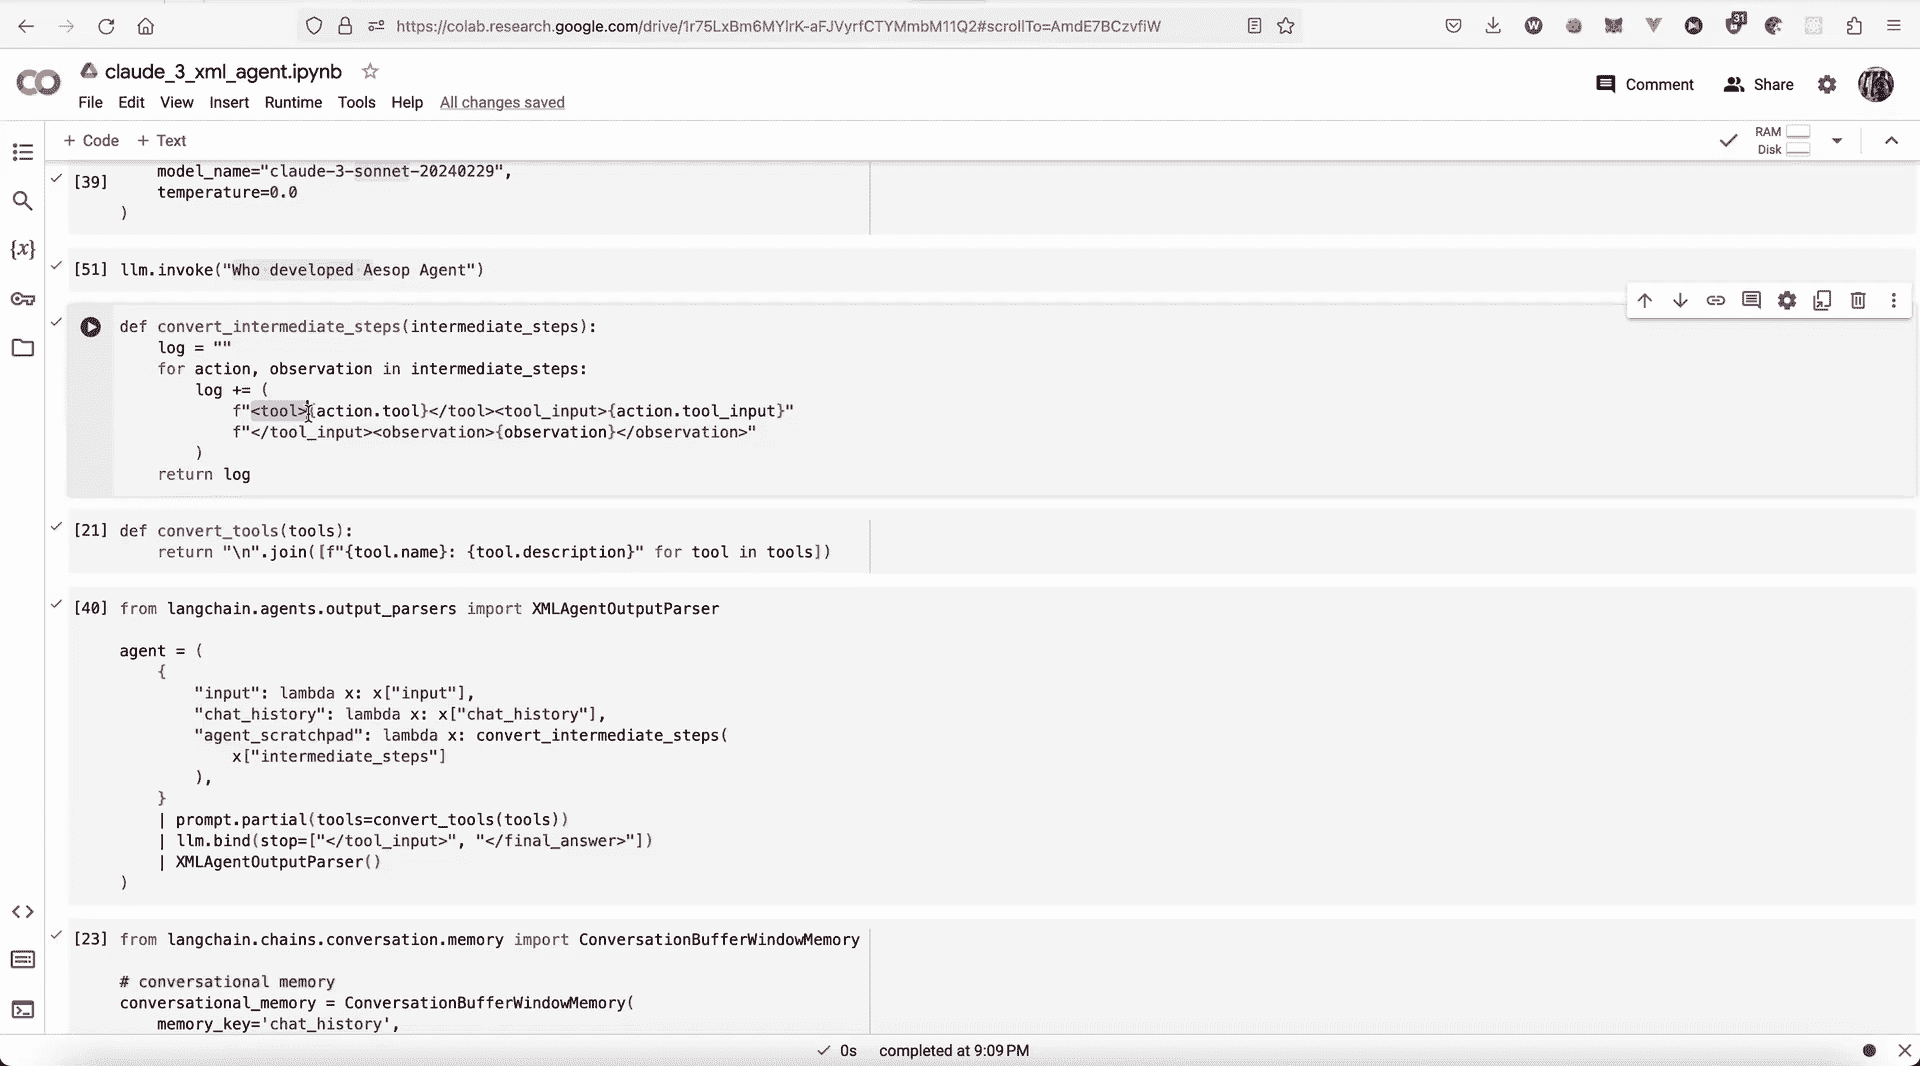 https://colab.research.google.com/drive/1r75LxBm6MYlrK-aFJVyrfCTYMmbM11Q2#scrollTo=AmdE7BCzvfiW
31
claude_3_xml_agent.ipynb
File Edit View Insert Runtime Tools Help All changes saved
Comment Share
+ Code + Text
RAM
Disk
model_name="claude-3-sonnet-20240229",
[39]
temperature=0.0
)
[51] llm.invoke("Who developed Aesop Agent")
def convert_intermediate_steps(intermediate_steps):
log = ""
for action, observation in intermediate_steps:
log += (
f"<tool>{action.tool}</tool><tool_input>{action.tool_input}"
f"</tool_input><observation>{observation}</observation>"
)
return log
[21] def convert_tools(tools):
return "\n".join([f"{tool.name}: {tool.description}" for tool in tools])
[40] from langchain.agents.output_parsers import XMLAgentOutputParser
agent = (
{
"input": lambda x: x["input"],
"chat_history": lambda x: x["chat_history"],
"agent_scratchpad": lambda x: convert_intermediate_steps(
x["intermediate_steps"]
),
}
| prompt.partial(tools=convert_tools(tools))
| llm.bind(stop=["</tool_input>", "</final_answer>"])
| XMLAgentOutputParser()
)
[23] from langchain.chains.conversation.memory import ConversationBufferWindowMemory
# conversational memory
conversational_memory = ConversationBufferWindowMemory(
memory_key='chat_history',
0s completed at 9:09 PM